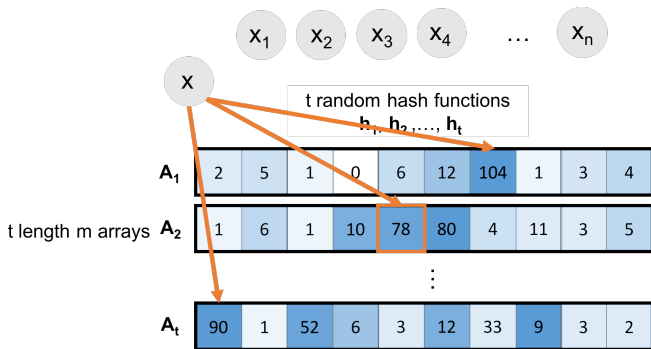 x₁ x₂ x₃ x₄ … xₙ
x
t random hash functions
h₁, h₂ ,…, hₜ
A₁ 2 5 1 0 6 12 104 1 3 4
t length m arrays A₂ 1 6 1 10 78 80 4 11 3 5
⋮
Aₜ 90 1 52 6 3 12 33 9 3 2